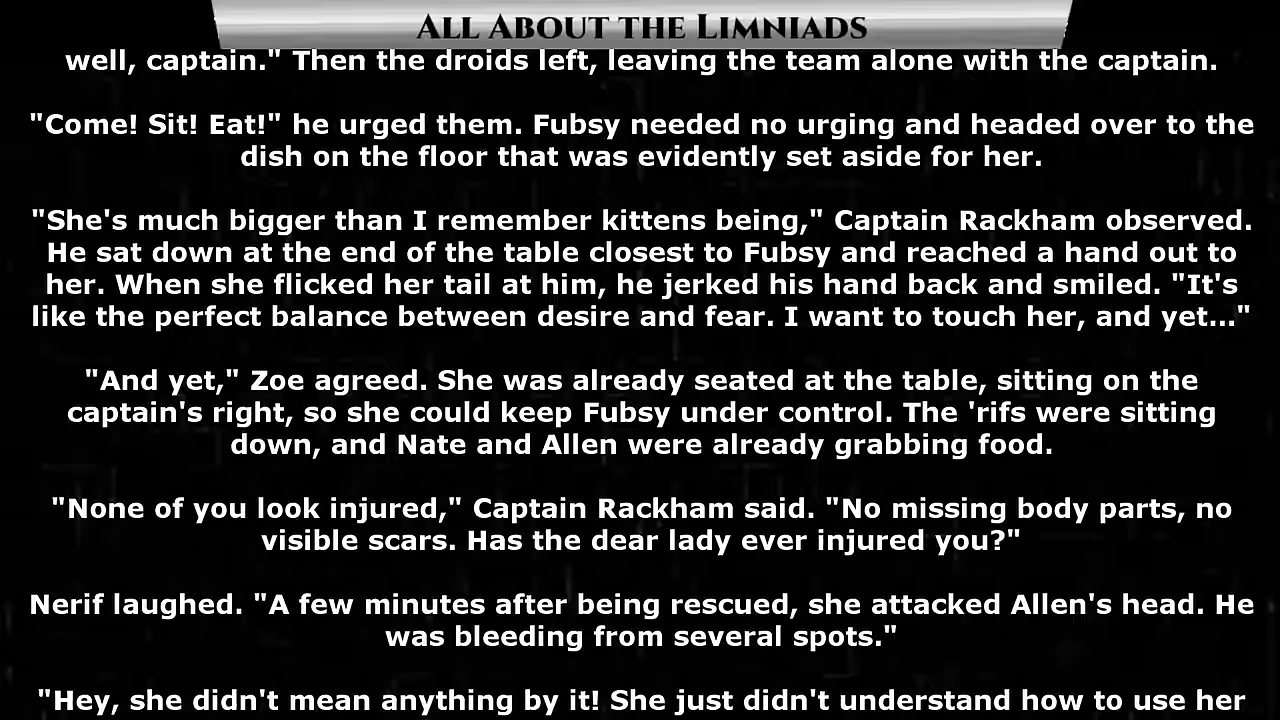 All About the Limniads
well, captain." Then the droids left, leaving the team alone with the captain.
"Come! Sit! Eat!" he urged them. Fubsy needed no urging and headed over to the
dish on the floor that was evidently set aside for her.
"She's much bigger than I remember kittens being," Captain Rackham observed.
He sat down at the end of the table closest to Fubsy and reached a hand out to
her. When she flicked her tail at him, he jerked his hand back and smiled. "It's
like the perfect balance between desire and fear. I want to touch her, and yet..."
"And yet," Zoe agreed. She was already seated at the table, sitting on the
captain's right, so she could keep Fubsy under control. The 'rifs were sitting
down, and Nate and Allen were already grabbing food.
"None of you look injured," Captain Rackham said. "No missing body parts, no
visible scars. Has the dear lady ever injured you?"
Nerif laughed. "A few minutes after being rescued, she attacked Allen's head. He
was bleeding from several spots."
"Hey, she didn't mean anything by it! She just didn't understand how to use her